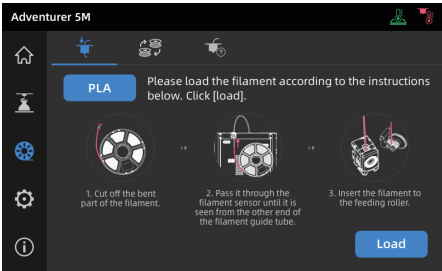 Adventurer 5M
PLA
Please load the filament according to the instructions
below. Click [load].
1. Cut off the bent
part of the filament.
2. Pass it through the
filament sensor until it is
seen from the other end of
the filament guide tube.
3. Insert the filament to
the feeding roller.
Load